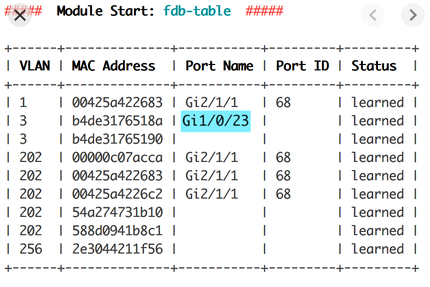 ##### Module Start: fdb-table #####
+------+--------------+-----------+---------+---------+
| VLAN | MAC Address | Port Name | Port ID | Status |
+------+--------------+-----------+---------+---------+
| 1 | 00425a422683 | Gi2/1/1 | 68 | learned |
| 3 | b4de3176518a | Gi1/0/23 | | learned |
| 3 | b4de31765190 | | | learned |
| 202 | 00000c07acca | Gi2/1/1 | 68 | learned |
| 202 | 00425a422683 | Gi2/1/1 | 68 | learned |
| 202 | 00425a4226c2 | Gi2/1/1 | 68 | learned |
| 202 | 54a274731b10 | | | learned |
| 202 | 588d0941b8c1 | | | learned |
| 256 | 2e3044211f56 | | | learned |
+------+--------------+-----------+---------+---------+